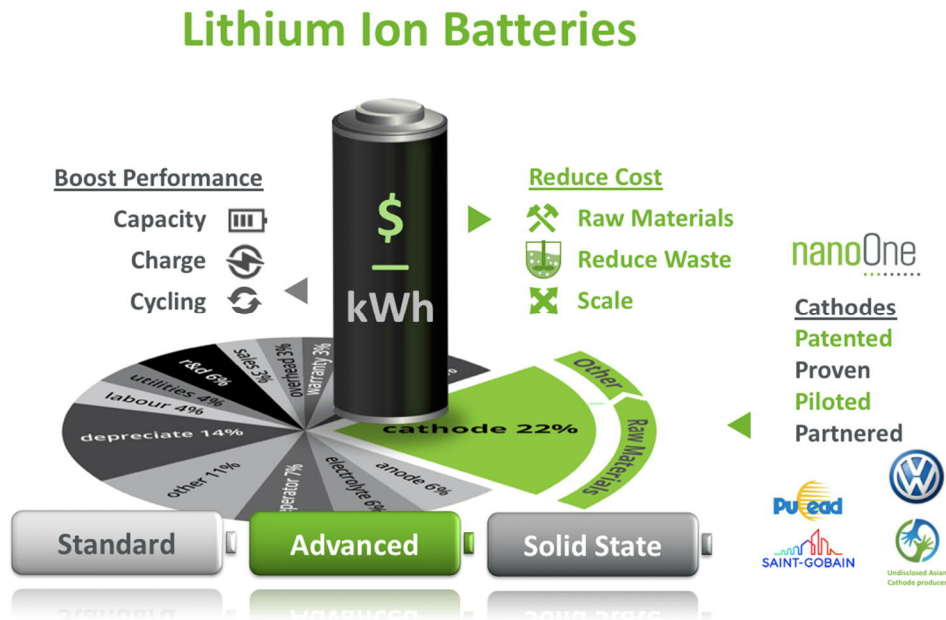 Lithium Ion Batteries
Boost Performance
Capacity
Charge
Cycling
$
kWh
Reduce Cost
Raw Materials
Reduce Waste
Scale
nanoOne
Cathodes
Patented
Proven
Piloted
Partnered
r&d 6%
sales 3%
overhead 3%
warranty 3%
utilities 4%
labour 4%
depreciate 14%
other 11%
eperator 7%
electrolyte 6%
anode 6%
cathode 22%
Other
Raw Materials
Standard
Advanced
Solid State
Pulead
SAINT-GOBAIN
VW
Undisclosed Asian
Cathode producer